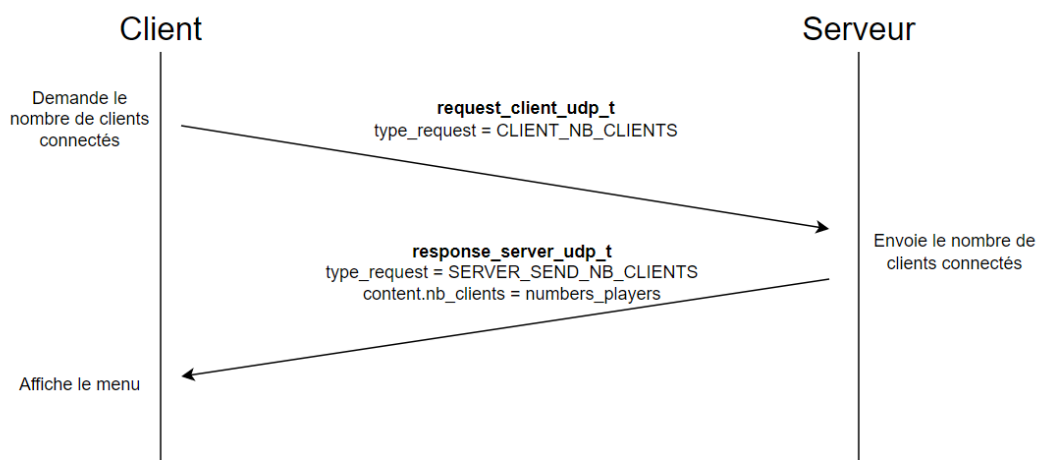 Client
Serveur
Demande le
nombre de clients
connectés
request_client_udp_t
type_request = CLIENT_NB_CLIENTS
Envoie le nombre de
clients connectés
response_server_udp_t
type_request = SERVER_SEND_NB_CLIENTS
content.nb_clients = numbers_players
Affiche le menu